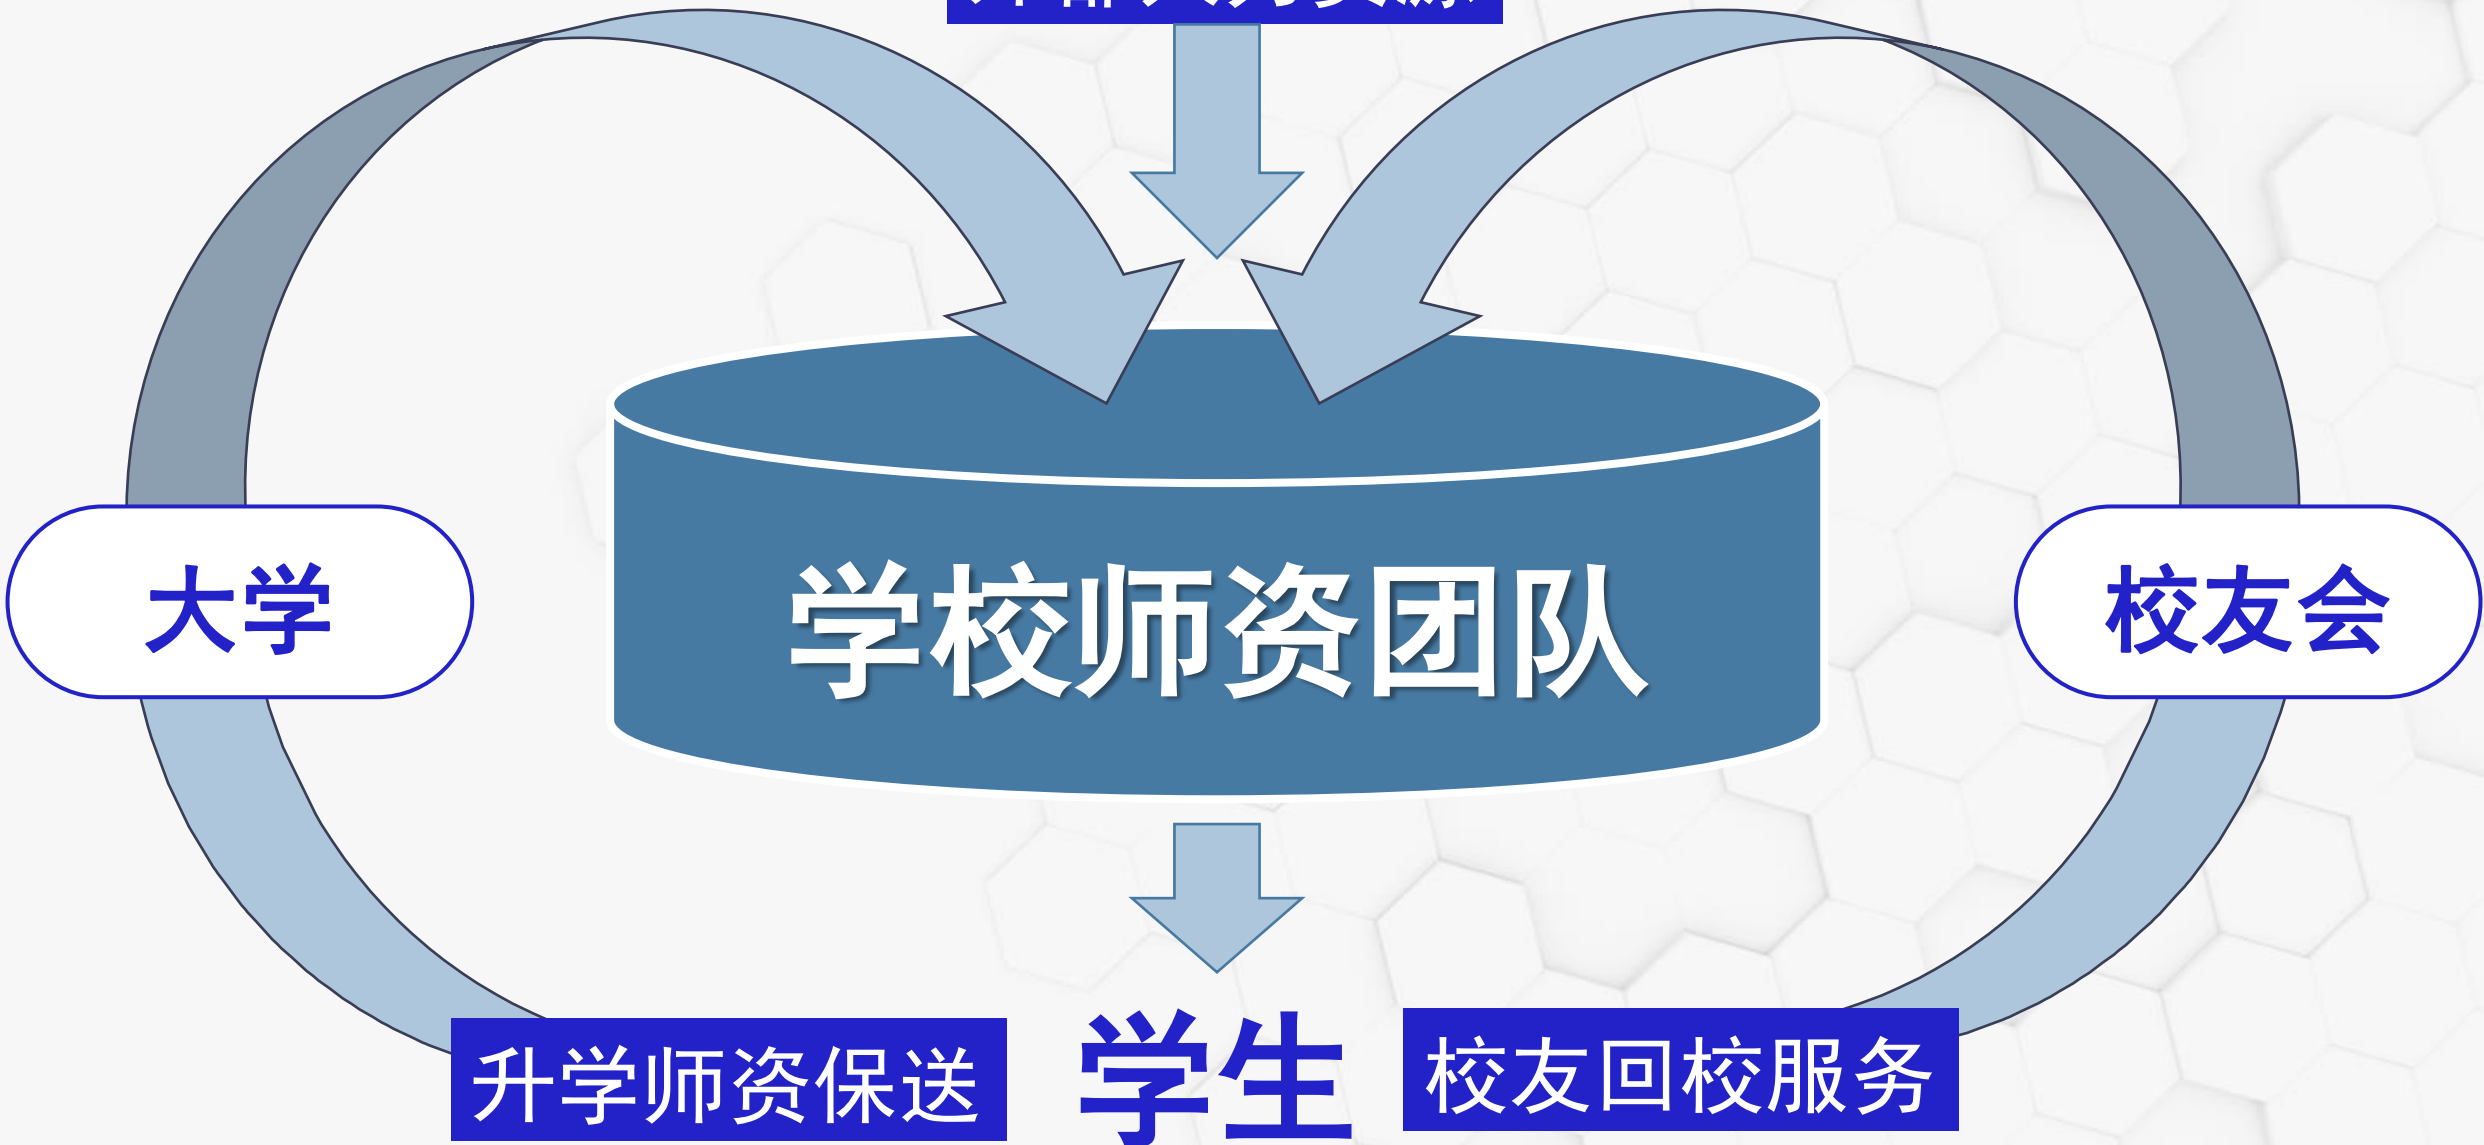 大学
学校师资团队
校友会
升学师资保送
学生
校友回校服务